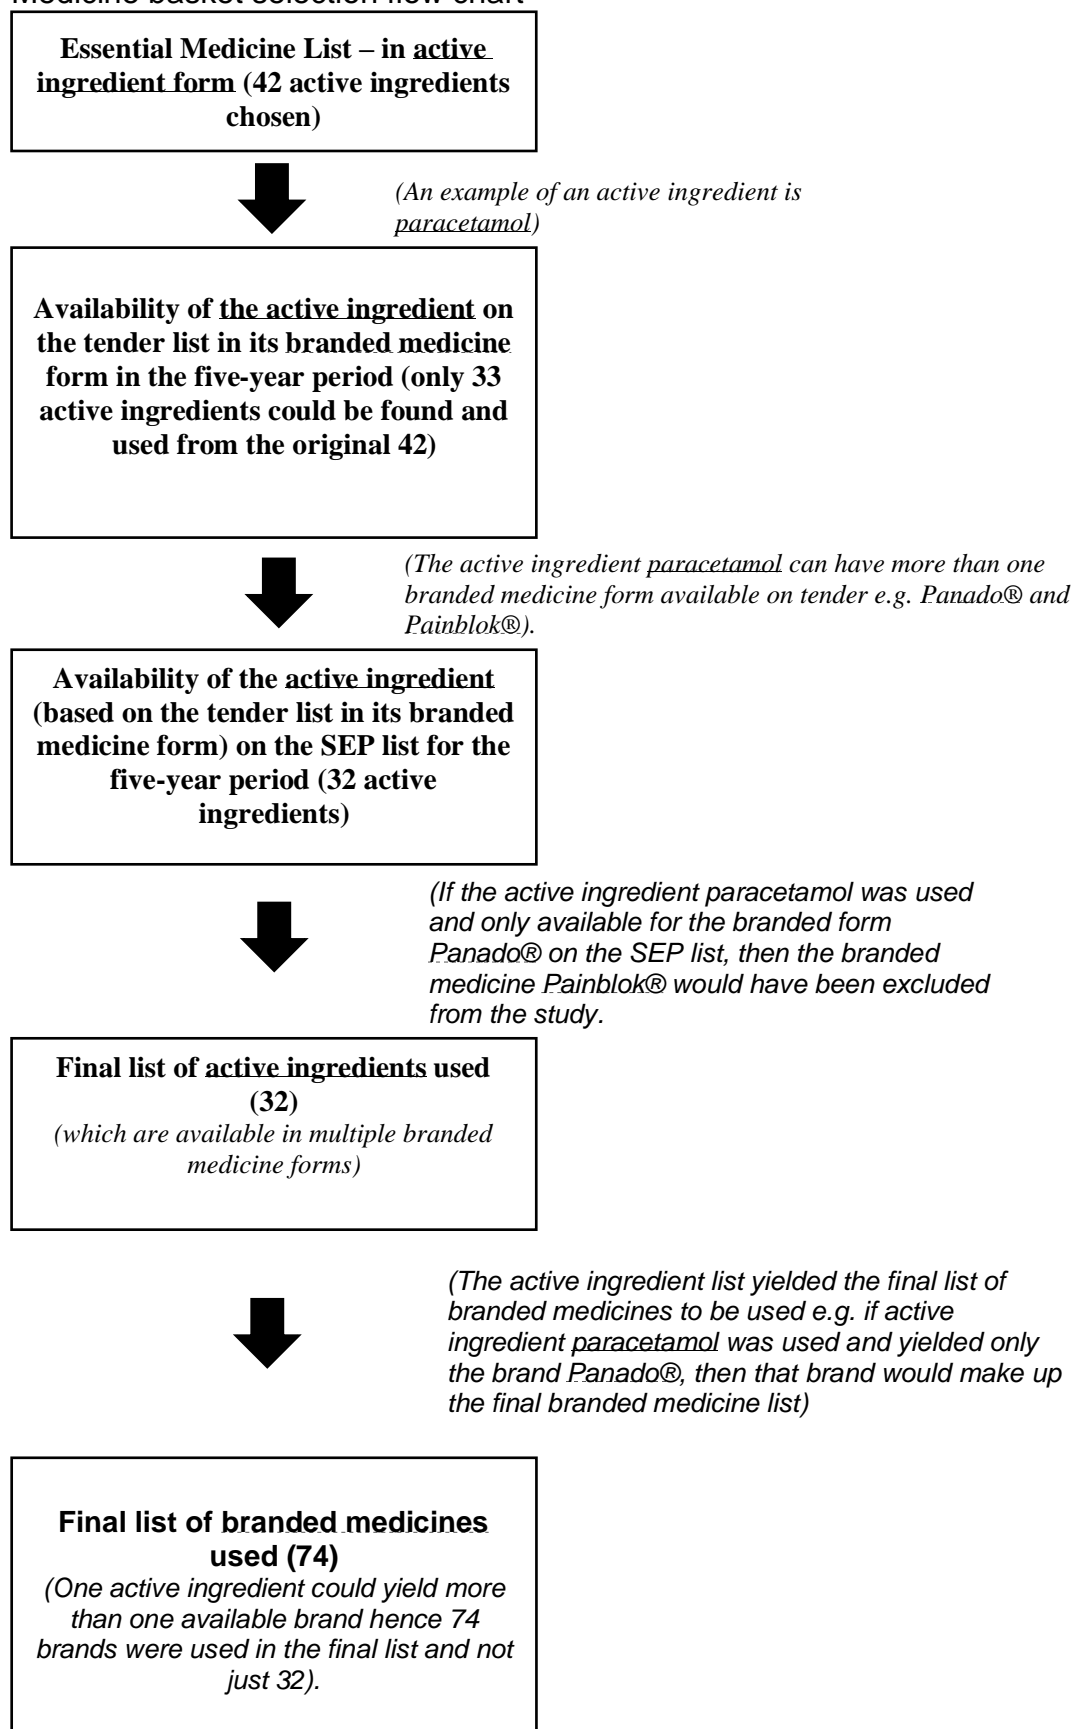 Medicine basket selection flow chart
Essential Medicine List – in active
ingredient form (42 active ingredients
chosen)
(An example of an active ingredient is
paracetamol)
Availability of the active ingredient on
the tender list in its branded medicine
form in the five-year period (only 33
active ingredients could be found and
used from the original 42)
(The active ingredient paracetamol can have more than one
branded medicine form available on tender e.g. Panado® and
Painblok®).
Availability of the active ingredient
(based on the tender list in its branded
medicine form) on the SEP list for the
five-year period (32 active
ingredients)
(If the active ingredient paracetamol was used
and only available for the branded form
Panado® on the SEP list, then the branded
medicine Painblok® would have been excluded
from the study.
Final list of active ingredients used
(32)
(which are available in multiple branded
medicine forms)
(The active ingredient list yielded the final list of
branded medicines to be used e.g. if active
ingredient paracetamol was used and yielded only
the brand Panado®, then that brand would make up
the final branded medicine list)
Final list of branded medicines
used (74)
(One active ingredient could yield more
than one available brand hence 74
brands were used in the final list and not
just 32).